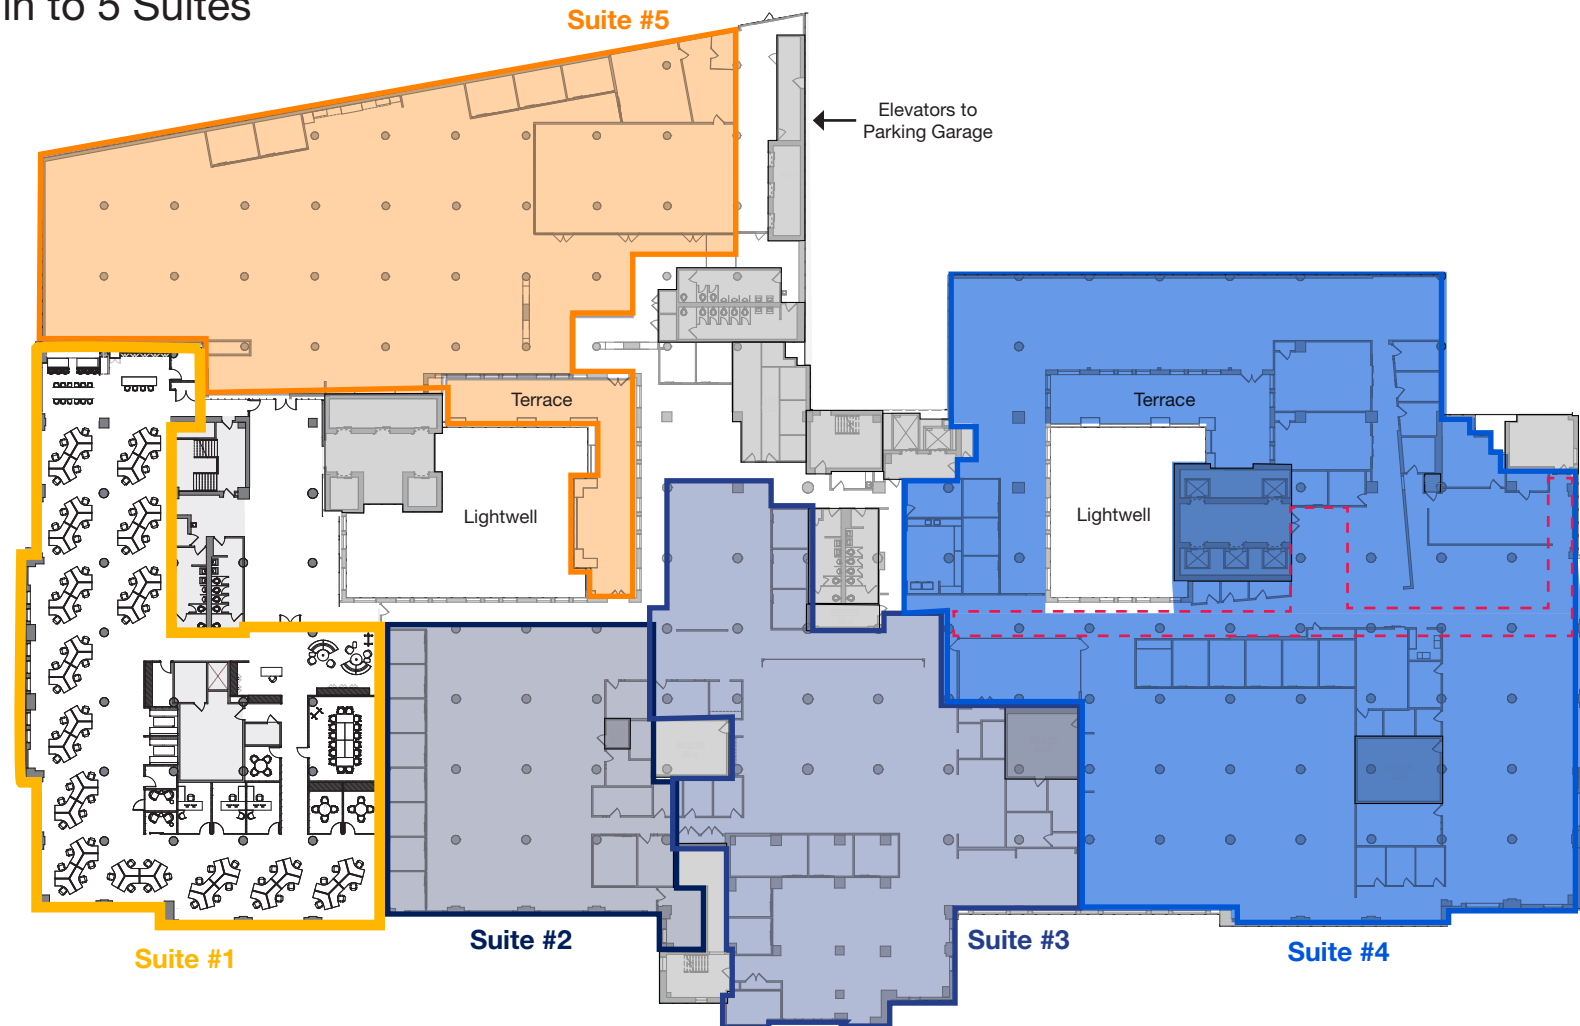 in to 5 Suites
Suite #5
Elevators to
Parking Garage
Terrace
Terrace
Lightwell
Lightwell
Suite #1
Suite #2
Suite #3
Suite #4